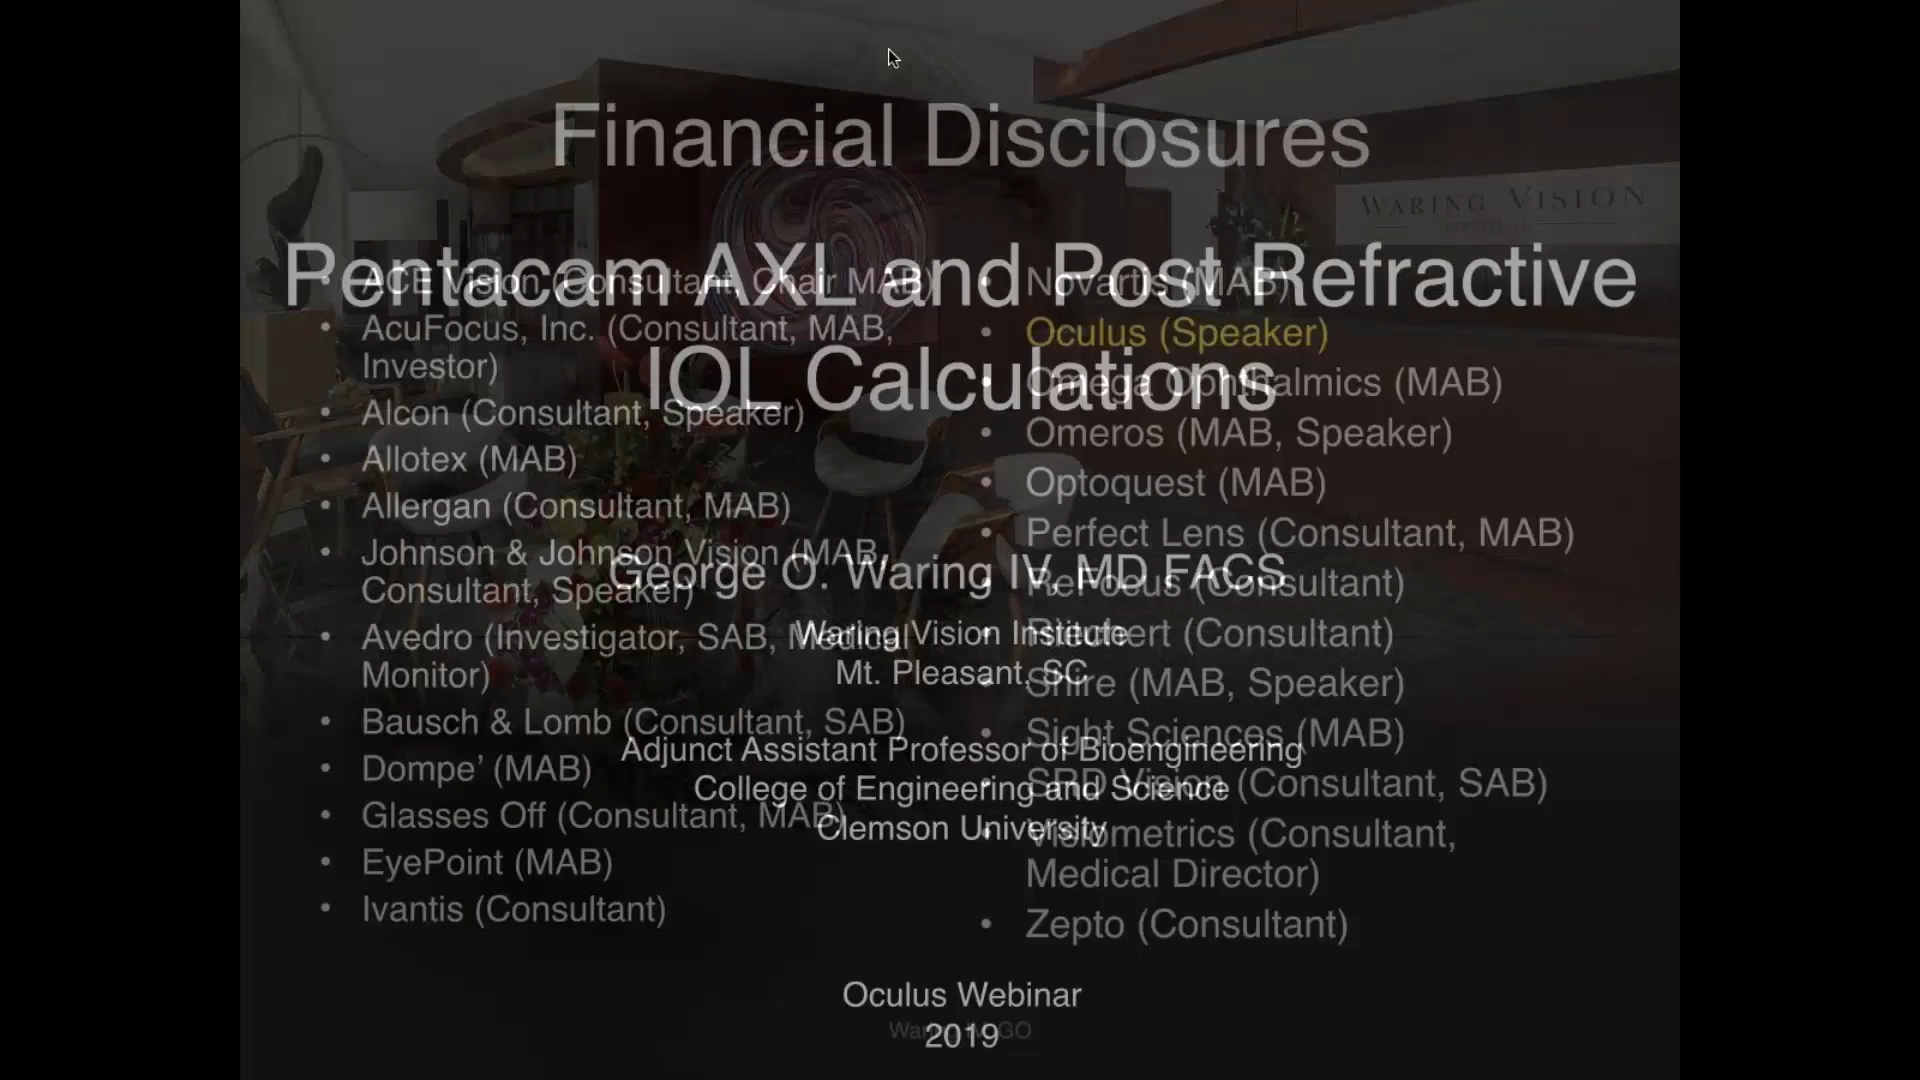 Financial Disclosures
WARING VISION
Pentacam AXL and Post Refractive
IOL Calculations
George O. Waring IV, MD FACS
Waring Vision Institute
Mt. Pleasant, SC
Adjunct Assistant Professor of Bioengineering
College of Engineering and Science
Clemson University
Oculus Webinar
2019
• ACE Vision (Consultant, Chair MAB)
• AcuFocus, Inc. (Consultant, MAB,
Investor)
• Alcon (Consultant, Speaker)
• Allotex (MAB)
• Allergan (Consultant, MAB)
• Johnson & Johnson Vision (MAB,
Consultant, Speaker)
• Avedro (Investigator, SAB, Medical
Monitor)
• Bausch & Lomb (Consultant, SAB)
• Dompe’ (MAB)
• Glasses Off (Consultant, MAB)
• EyePoint (MAB)
• Ivantis (Consultant)
• Novartis (MAB)
• Oculus (Speaker)
• Omega Ophthalmics (MAB)
• Omeros (MAB, Speaker)
• Optoquest (MAB)
• Perfect Lens (Consultant, MAB)
• ReFocus (Consultant)
• (Consultant)
• Shire (MAB, Speaker)
• Sight Sciences (MAB)
• SRD Vision (Consultant, SAB)
• Visiometrics (Consultant,
Medical Director)
• Zepto (Consultant)